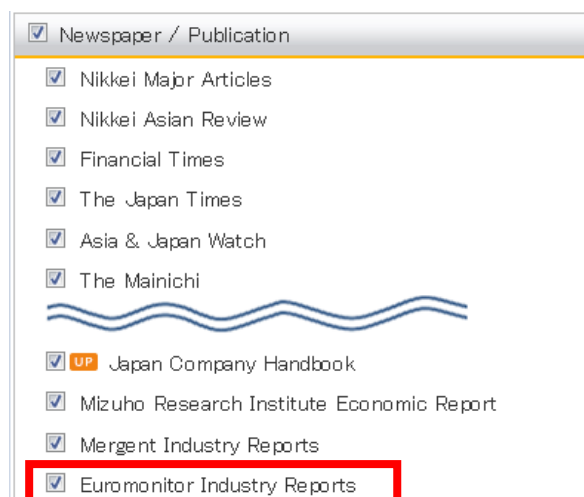 Newspaper / Publication
Nikkei Major Articles
Nikkei Asian Review
Financial Times
The Japan Times
Asia & Japan Watch
The Mainichi
UP Japan Company Handbook
Mizuho Research Institute Economic Report
Mergent Industry Reports
Euromonitor Industry Reports